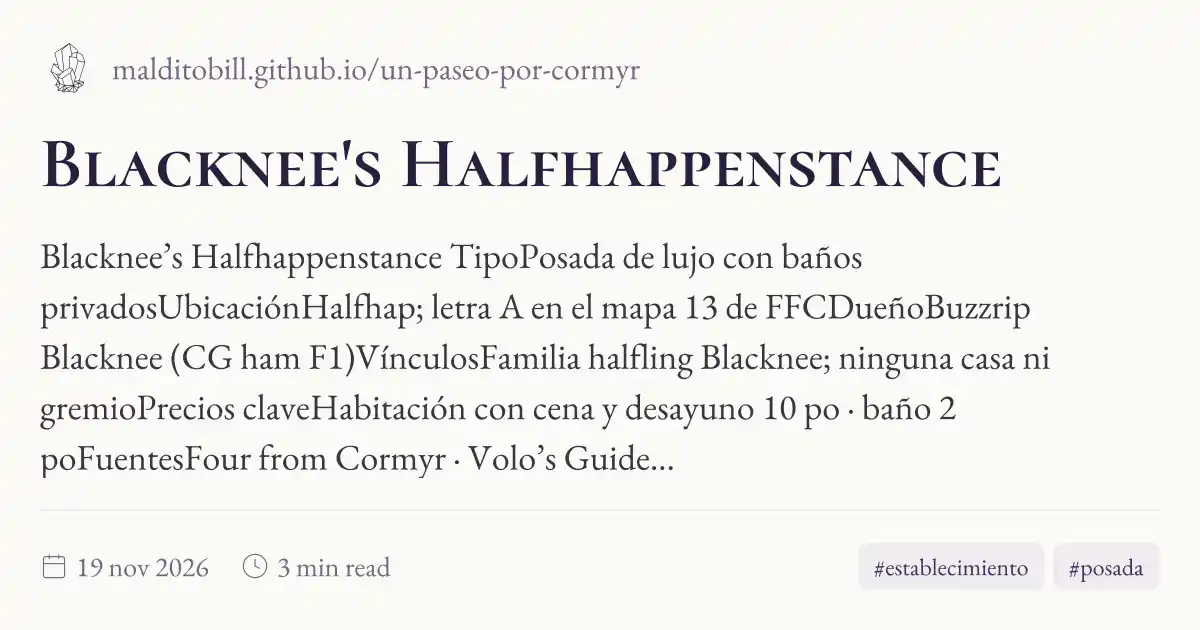 malditobill.github.io/un-paseo-por-cormyr
Blacknee's Halfhappenstance
Blacknee’s Halfhappenstance TipoPosada de lujo con baños
privadosUbicaciónHalfhap; letra A en el mapa 13 de FFCDueñoBuzzrip
Blacknee (CG ham F1)VínculosFamilia halfling Blacknee; ninguna casa ni
gremioPrecios claveHabitación con cena y desayuno 10 po · baño 2
poFuentesFour from Cormyr · Volo’s Guide...
19 nov 2026 3 min read #establecimiento #posada